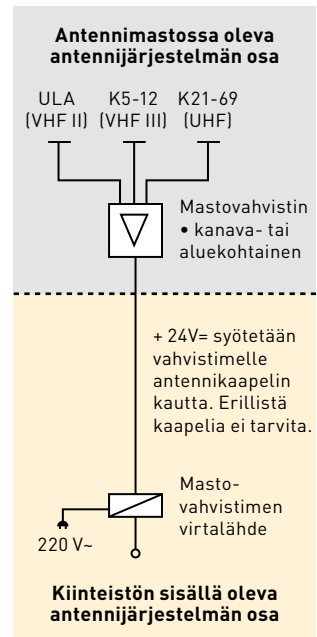 Antennimastossa oleva
antennijärjestelmän osa
ULA K5-12 K21-69
(VHF II) (VHF III) (UHF)
Mastovahvistin
• kanava- tai
aluekohtainen
+ 24V= syötetään
vahvistimelle
antennikaapelin
kautta. Erillistä
kaapelia ei tarvita.
Masto-
vahvistimen
virtalähde
220 V~
Kiinteistön sisällä oleva
antennijärjestelmän osa